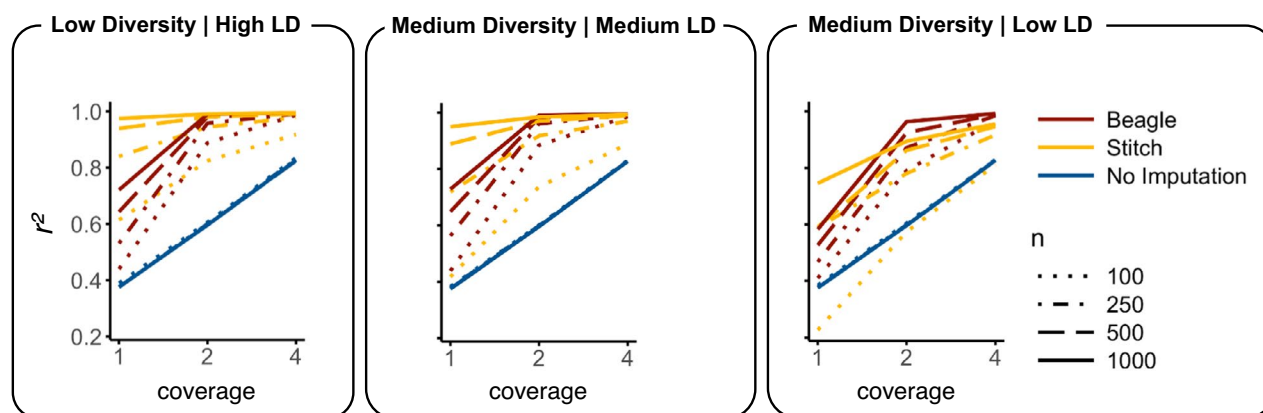 Low Diversity | High LD
Medium Diversity | Medium LD
Medium Diversity | Low LD
r²
1.0
0.8
0.6
0.4
0.2
1 2 4
coverage
1 2 4
coverage
1 2 4
coverage
Beagle
Stitch
No Imputation
n
100
250
500
1000